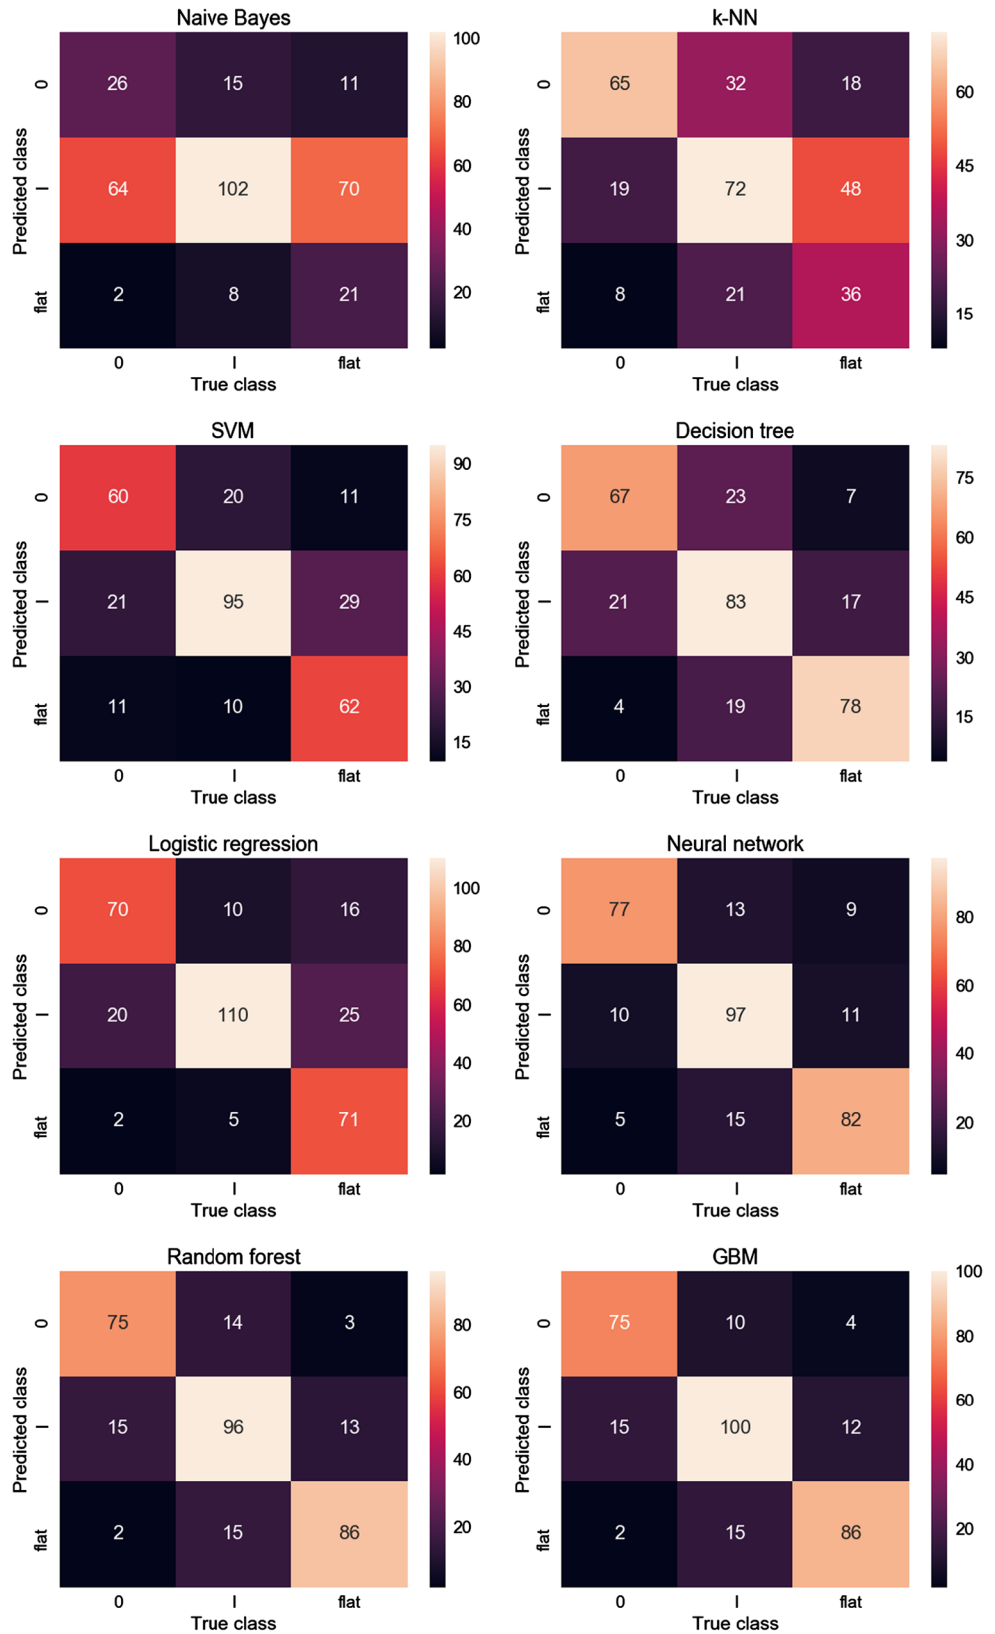 Naive Bayes
100
80
60
40
20
Predicted class
0
26 15 11
I
64 102 70
flat
2 8 21
0 I flat
True class
k-NN
60
45
30
15
Predicted class
0
65 32 18
I
19 72 48
flat
8 21 36
0 I flat
True class
SVM
90
75
60
45
30
15
Predicted class
0
60 20 11
I
21 95 29
flat
11 10 62
0 I flat
True class
Decision tree
75
60
45
30
15
Predicted class
0
67 23 7
I
21 83 17
flat
4 19 78
0 I flat
True class
Logistic regression
100
80
60
40
20
Predicted class
0
70 10 16
I
20 110 25
flat
2 5 71
0 I flat
True class
Neural network
80
60
40
20
Predicted class
0
77 13 9
I
10 97 11
flat
5 15 82
0 I flat
True class
Random forest
80
60
40
20
Predicted class
0
75 14 3
I
15 96 13
flat
2 15 86
0 I flat
True class
GBM
100
80
60
40
20
Predicted class
0
75 10 4
I
15 100 12
flat
2 15 86
0 I flat
True class